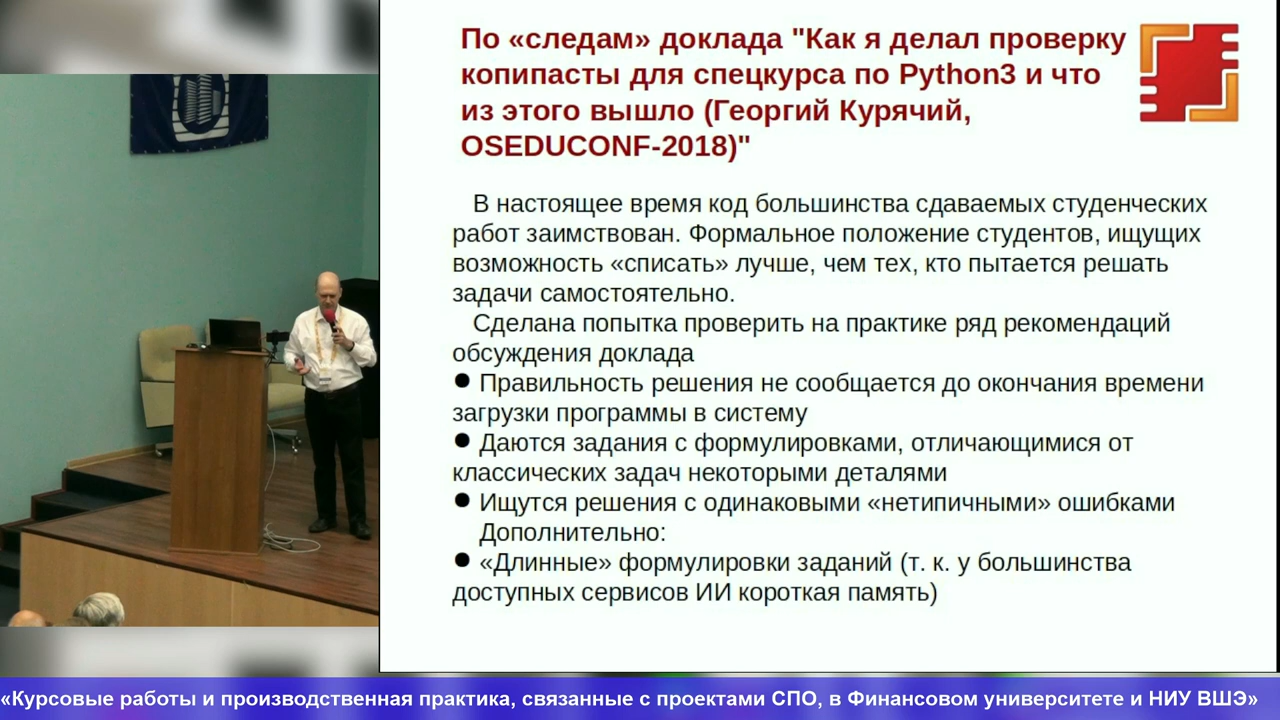 По «следам» доклада "Как я делал проверку
копипасты для спецкурса по Python3 и что
из этого вышло (Георгий Курячий,
OSEDUCONF-2018)"
В настоящее время код большинства сдаваемых студенческих
работ заимствован. Формальное положение студентов, ищущих
возможность «списать» лучше, чем тех, кто пытается решать
задачи самостоятельно.
Сделана попытка проверить на практике ряд рекомендаций
обсуждения доклада
● Правильность решения не сообщается до окончания времени
загрузки программы в систему
● Даются задания с формулировками, отличающимися от
классических задач некоторыми деталями
● Ищутся решения с одинаковыми «нетипичными» ошибками
Дополнительно:
● «Длинные» формулировки заданий (т. к. у большинства
доступных сервисов ИИ короткая память)
«Курсовые работы и производственная практика, связанные с проектами СПО, в Финансовом университете и НИУ ВШЭ»